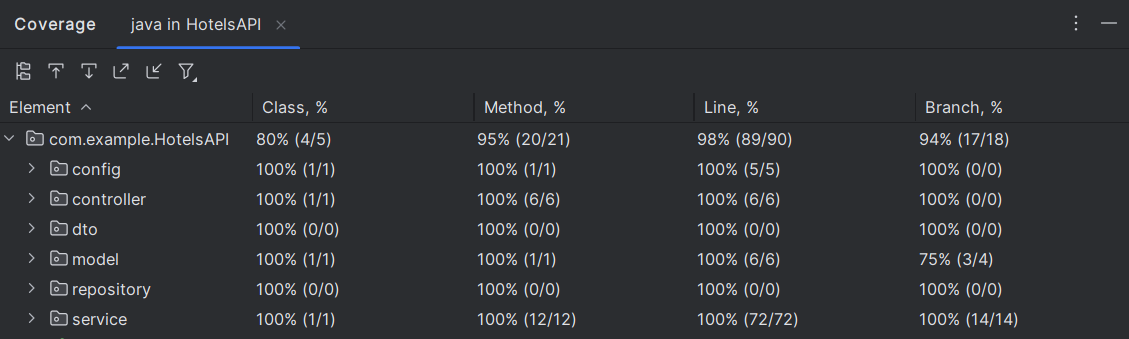 Coverage java in HotelsAPI
Element Class, % Method, % Line, % Branch, %
com.example.HotelsAPI 80% (4/5) 95% (20/21) 98% (89/90) 94% (17/18)
config 100% (1/1) 100% (1/1) 100% (5/5) 100% (0/0)
controller 100% (1/1) 100% (6/6) 100% (6/6) 100% (0/0)
dto 100% (0/0) 100% (0/0) 100% (0/0) 100% (0/0)
model 100% (1/1) 100% (1/1) 100% (6/6) 75% (3/4)
repository 100% (0/0) 100% (0/0) 100% (0/0) 100% (0/0)
service 100% (1/1) 100% (12/12) 100% (72/72) 100% (14/14)